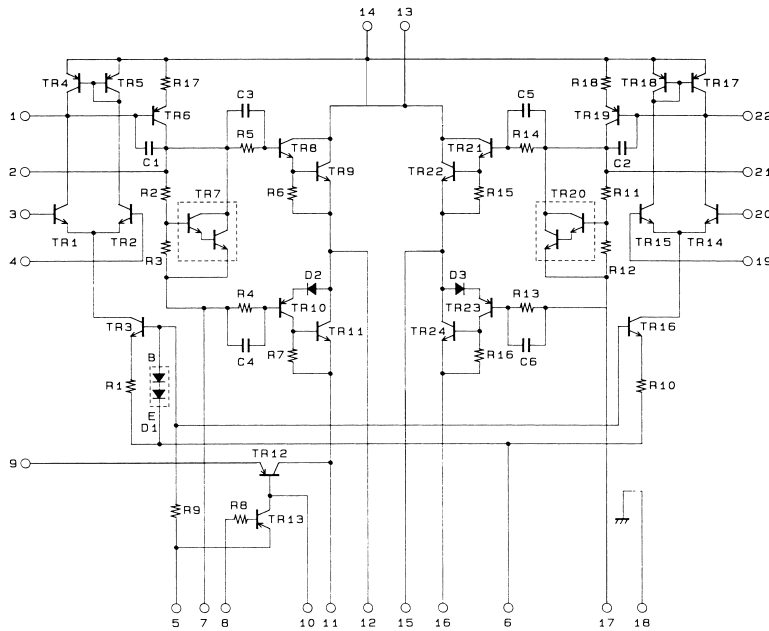 14 13
TR4 TR5 R17 C3 C5 R18 TR18 TR17
1 TR6 R5 TR8 TR21 R14 TR19 22
C1 C2
2 R2 TR7 R6 TR9 TR22 R15 TR20 R11 21
3 20
TR1 TR2 TR15 TR14
4 R3 R12 19
D2 D3
R4 TR10 TR23 R13
TR3 TR11 TR24 TR16
B C4 R7 R16 C6
R1 R10
E
D1
TR12
9
R9 R8 TR13
5 7 8 10 11 12 15 16 6 17 18